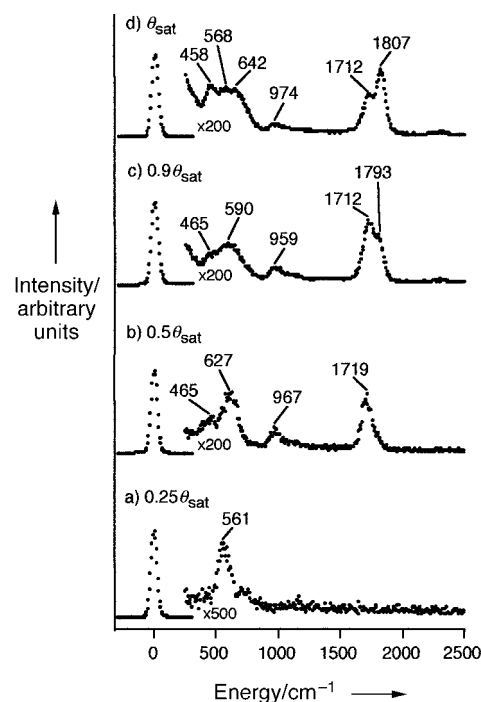 d) θsat
458
568
642
974
1712
1807
x200
c) 0.9θsat
465
590
959
1712
1793
x200
Intensity/
arbitrary
units
b) 0.5θsat
465
627
967
1719
x200
a) 0.25θsat
561
x500
0 500 1000 1500 2000 2500
Energy/cm⁻¹